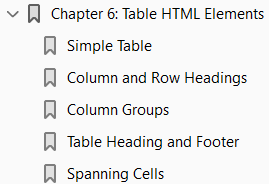 Chapter 6: Table HTML Elements
Simple Table
Column and Row Headings
Column Groups
Table Heading and Footer
Spanning Cells